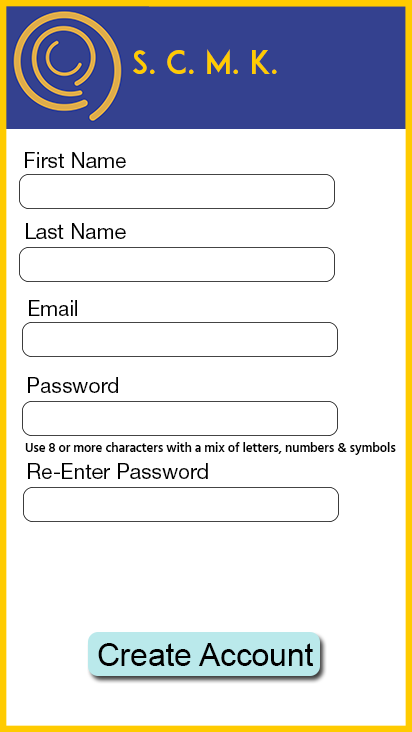 S. C. M. K.
First Name
Last Name
Email
Password
Use 8 or more characters with a mix of letters, numbers & symbols
Re-Enter Password
Create Account